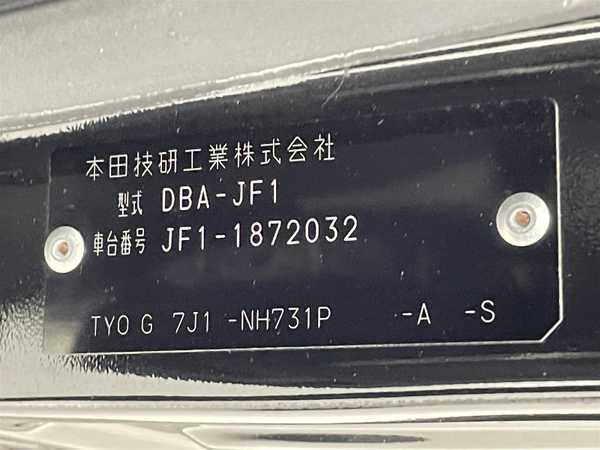 本田技研工業株式会社
型式 DBA-JF1
車台番号 JF1-1872032
TYO G 7J1 -NH731P -A -S